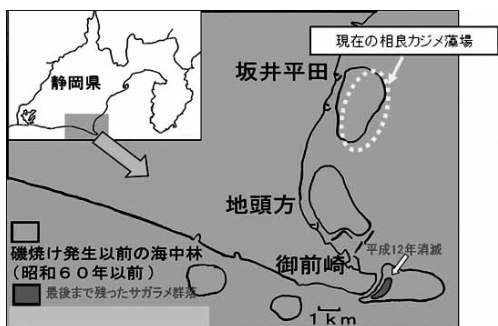 現在の相良カジメ藻場
静岡県
坂井平田
地頭方
御前崎
平成12年消滅
磯焼け発生以前の海中林
(昭和60年以前)
最後まで残ったサガラメ群落
1km